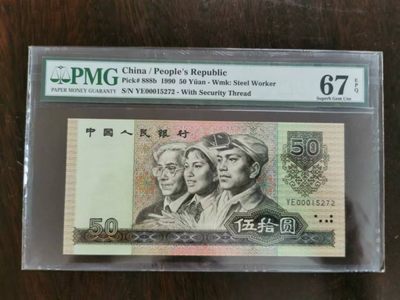 PMG
PAPER MONEY GUARANTY
China / People's Republic
Pick# 888b 1990 50 Yüan - Wmk: Steel Worker
S/N YE00015272 - With Security Thread
67 EPQ
Superb Gem Unc
中国人民银行
50
YE00015272
50
伍拾圆